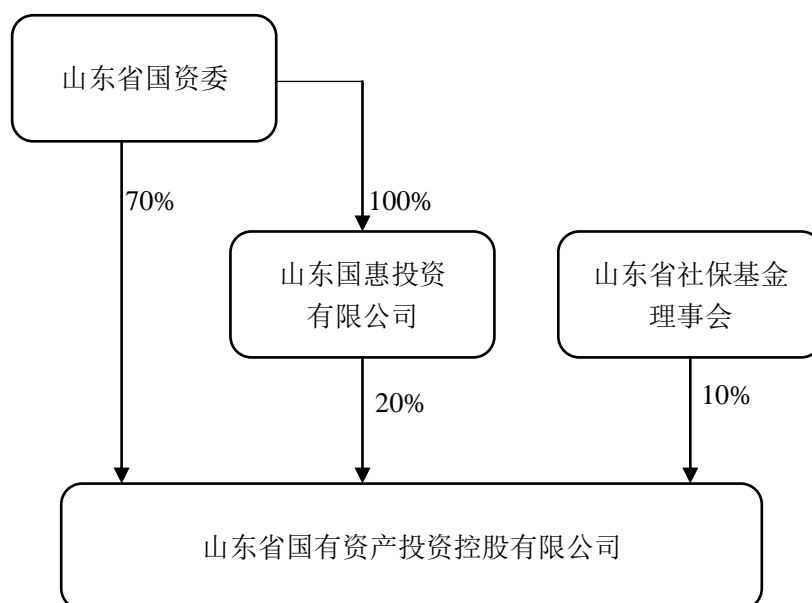 山东省国资委
70%
100%
山东国惠投资
有限公司
山东省社保基金
理事会
20%
10%
山东省国有资产投资控股有限公司